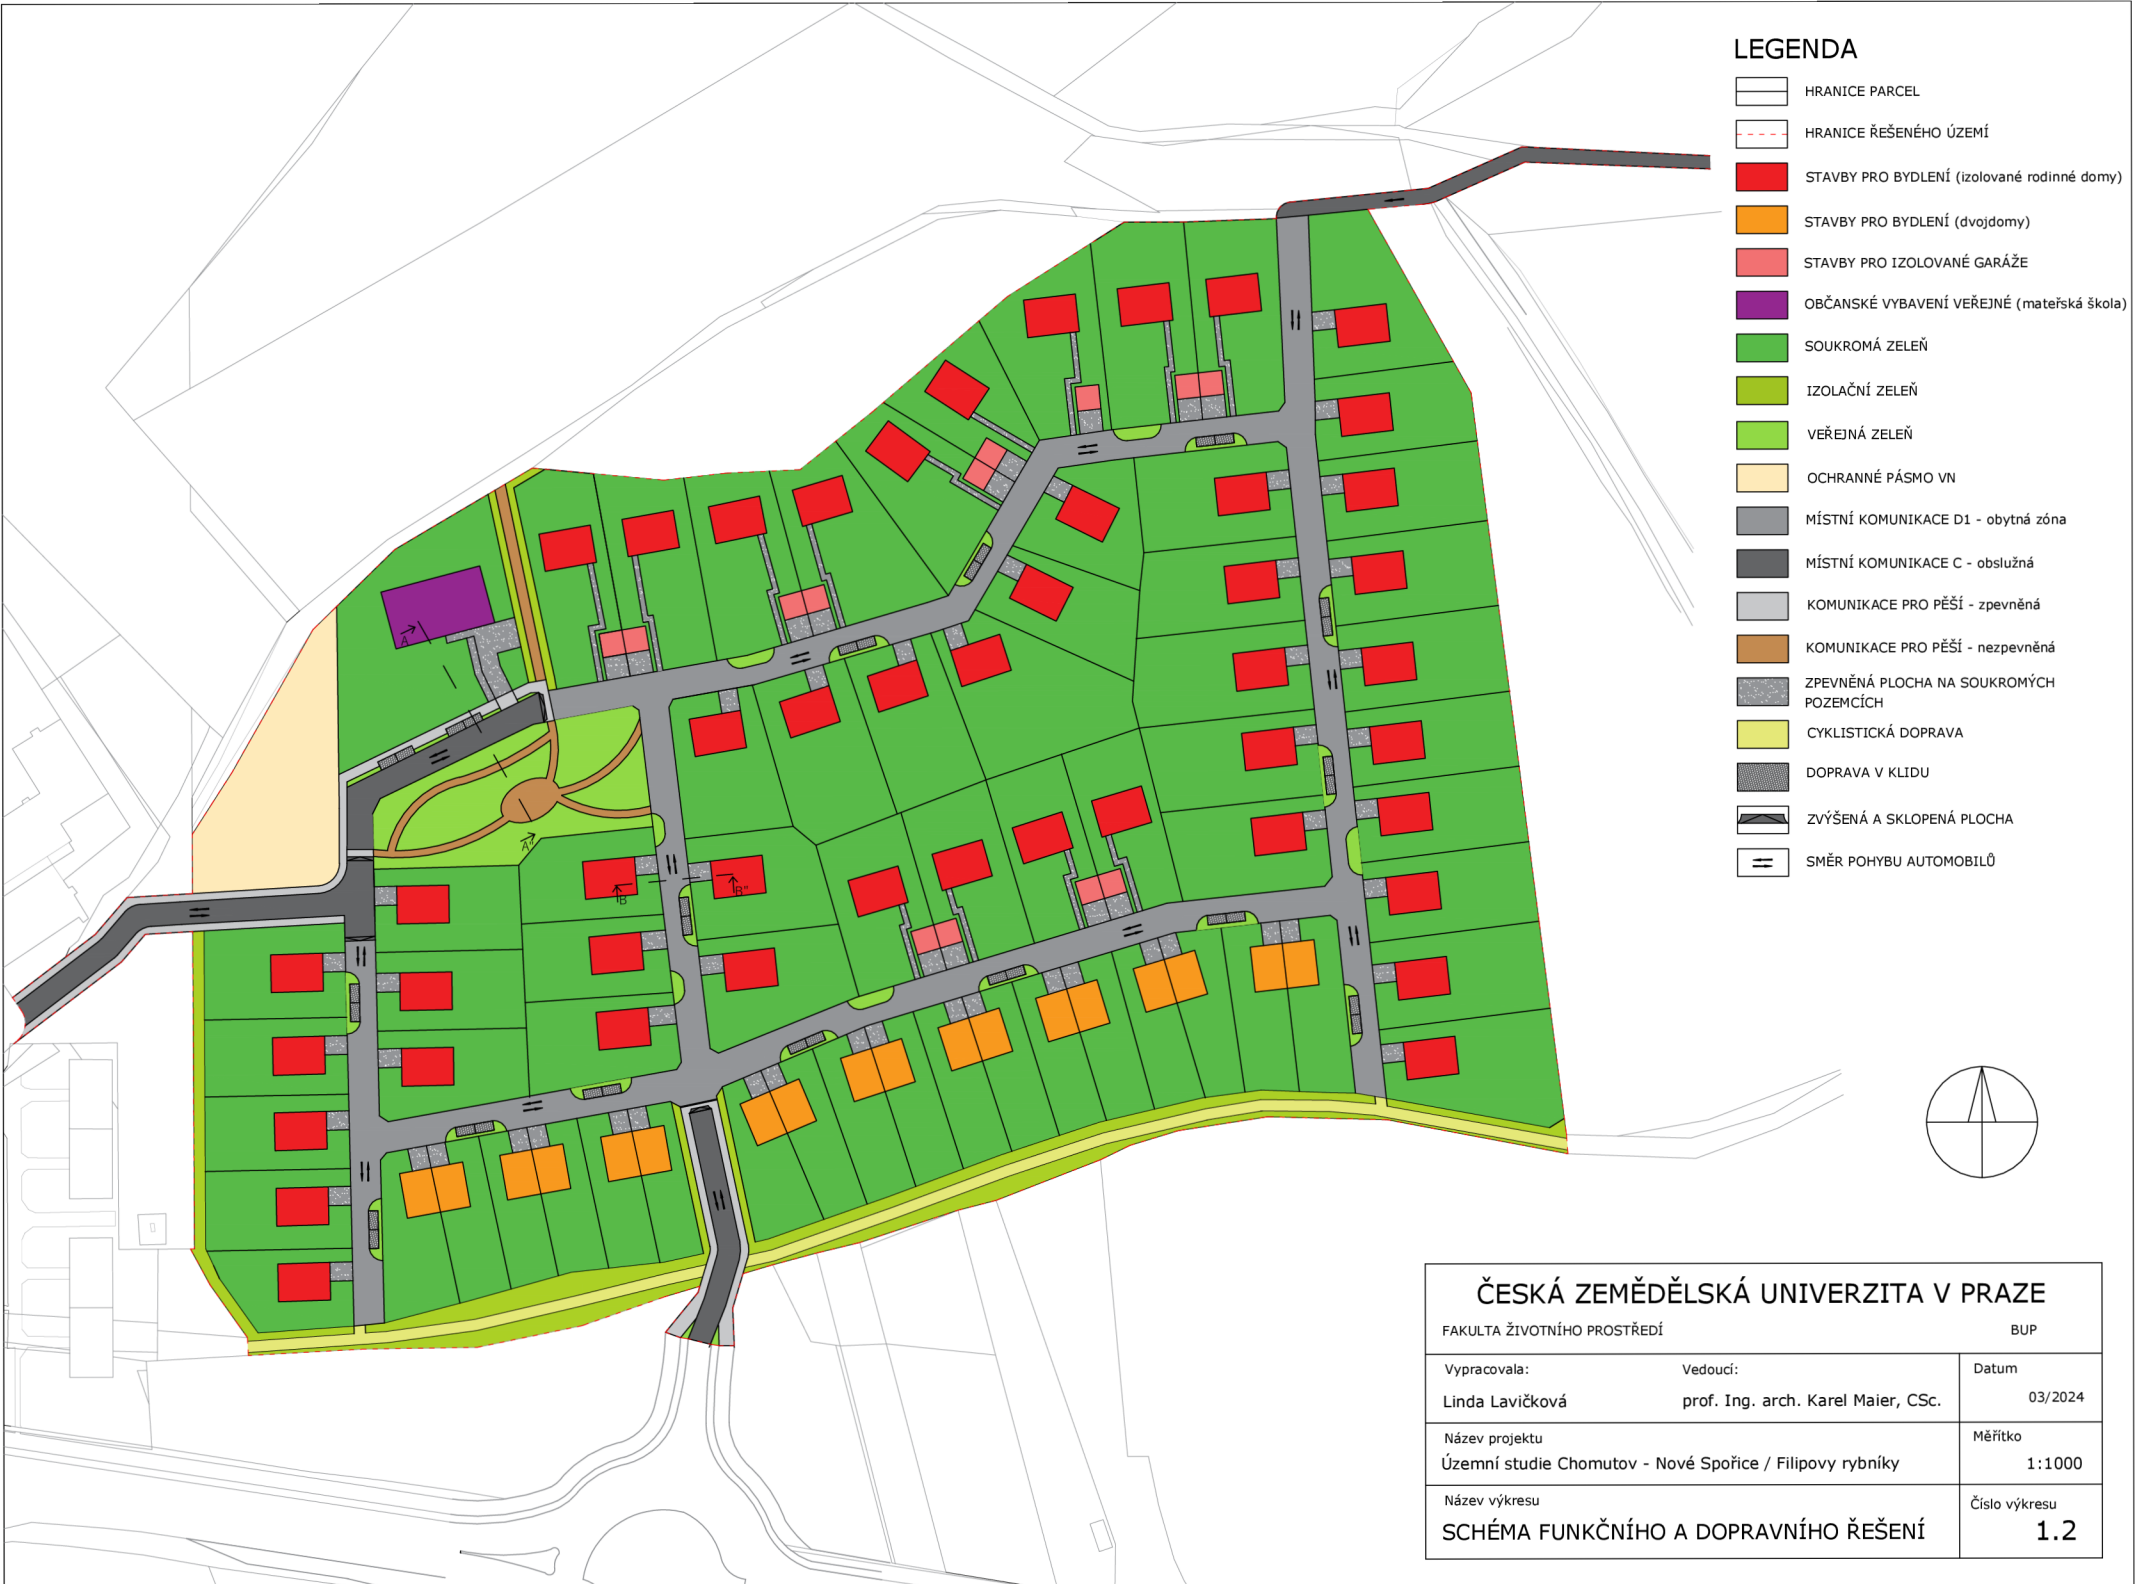 LEGENDA
HRANICE PARCEL
HRANICE ŘEŠENÉHO ÚZEMÍ
STAVBY PRO BYDLENÍ (izolované rodinné domy)
STAVBY PRO BYDLENÍ (dvojdomy)
STAVBY PRO IZOLOVANÉ GARÁŽE
OBČANSKÉ VYBAVENÍ VEŘEJNÉ (mateřská škola)
SOUKROMÁ ZELEŇ
IZOLAČNÍ ZELEŇ
VEŘEJNÁ ZELEŇ
OCHRANNÉ PÁSMO VN
MÍSTNÍ KOMUNIKACE D1 - obytná zóna
MÍSTNÍ KOMUNIKACE C - obslužná
KOMUNIKACE PRO PĚŠÍ - zpevněná
KOMUNIKACE PRO PĚŠÍ - nezpevněná
ZPEVNĚNÁ PLOCHA NA SOUKROMÝCH
POZEMCÍCH
CYKLISTICKÁ DOPRAVA
DOPRAVA V KLIDU
ZVÝŠENÁ A SKLOPENÁ PLOCHA
SMĚR POHYBU AUTOMOBILŮ
A
A"
B
B"
ČESKÁ ZEMĚDĚLSKÁ UNIVERZITA V PRAZE
FAKULTA ŽIVOTNÍHO PROSTŘEDÍ BUP
Vypracovala: Vedoucí: Datum
Linda Lavičková prof. Ing. arch. Karel Maier, CSc. 03/2024
Název projektu Měřítko
Územní studie Chomutov - Nové Spořice / Filipovy rybníky 1:1000
Název výkresu Číslo výkresu
SCHÉMA FUNKČNÍHO A DOPRAVNÍHO ŘEŠENÍ 1.2